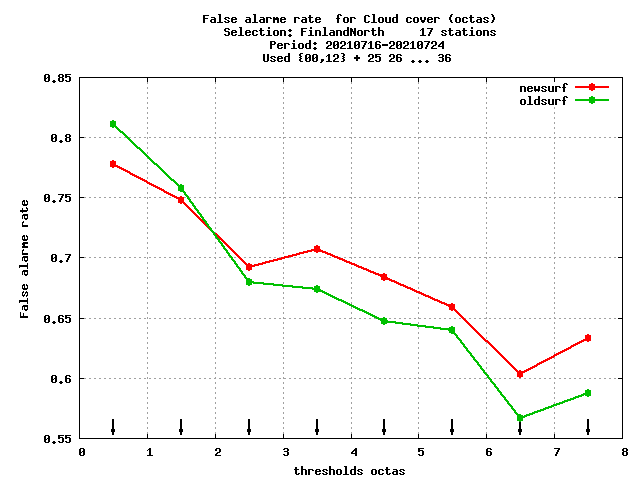 False alarme rate  for Cloud cover (octas)
Selection: FinlandNorth     17 stations
Period: 20210716-20210724
Used {00,12} + 25 26 ... 36
newsurf
oldsurf
0.85
0.8
0.75
0.7
0.65
0.6
0.55
False alarme rate
0 1 2 3 4 5 6 7 8
thresholds octas